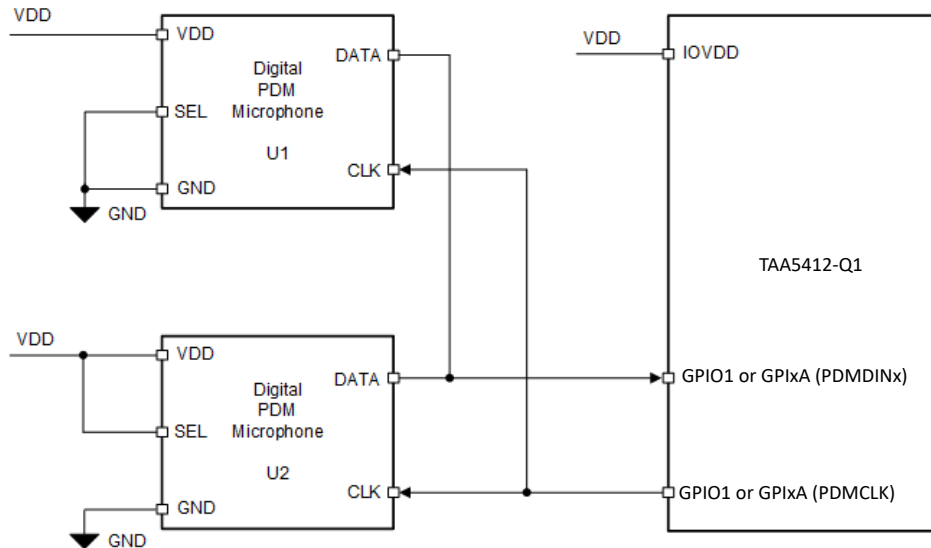 VDD
VDD
DATA
Digital
PDM
Microphone
SEL
U1
CLK
GND
GND
VDD
IOVDD
TAA5412-Q1
VDD
VDD
DATA
Digital
PDM
Microphone
SEL
U2
CLK
GND
GND
GPIO1 or GPIxA (PDMDINx)
GPIO1 or GPIxA (PDMCLK)